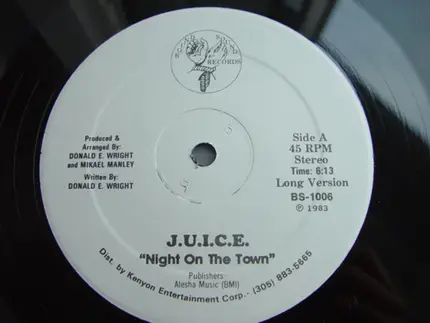 RECORDS
Produced &
Arranged By:
DONALD E. WRIGHT
and MIKAEL MANLEY
Written By:
DONALD E. WRIGHT
S
S
Side A
45 RPM
Stereo
Time: 6:13
Long Version
BS-1006
℗ 1983
J.U.I.C.E.
"Night On The Town"
Publishers:
Alesha Music (BMI)
Dist. by Kenyon Entertainment Corp. - (305) 883-5665